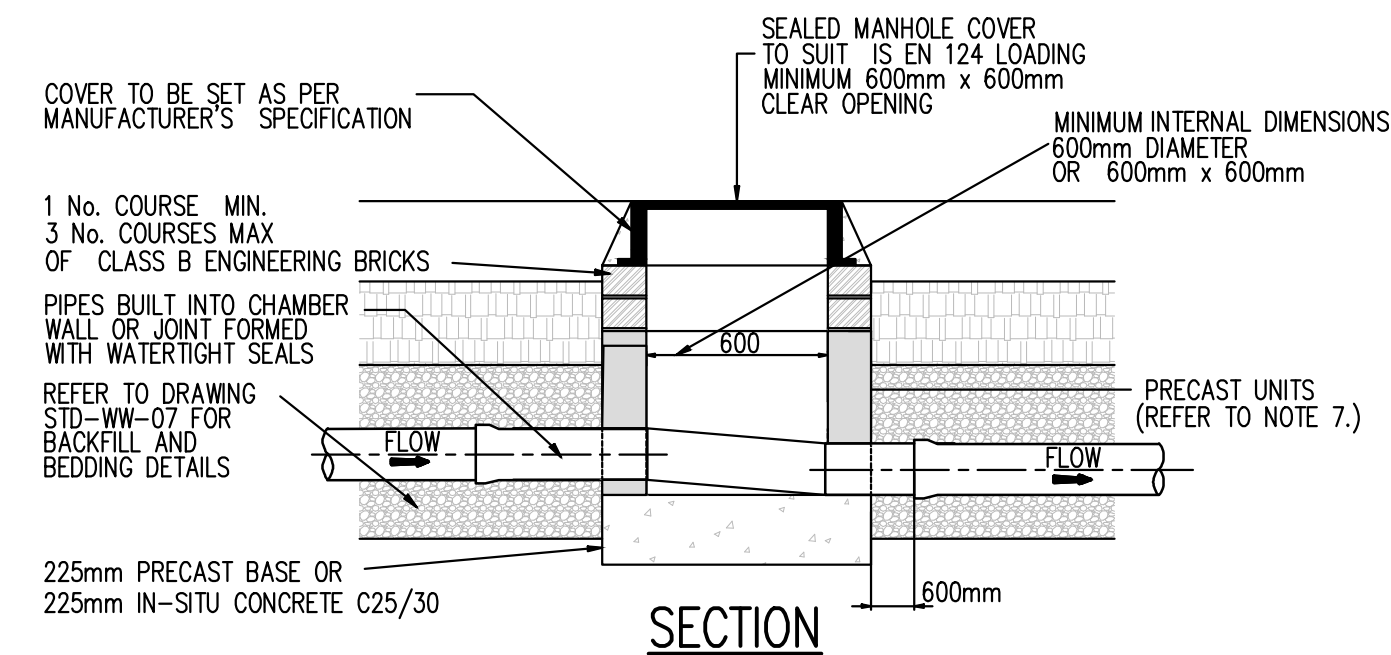 SEALED MANHOLE COVER
TO SUIT IS EN 124 LOADING
MINIMUM 600mm x 600mm
CLEAR OPENING
COVER TO BE SET AS PER
MANUFACTURER'S SPECIFICATION
MINIMUM INTERNAL DIMENSIONS
600mm DIAMETER
OR 600mm x 600mm
1 No. COURSE MIN.
3 No. COURSES MAX
OF CLASS B ENGINEERING BRICKS
PIPES BUILT INTO CHAMBER
WALL OR JOINT FORMED
WITH WATERTIGHT SEALS
600
REFER TO DRAWING
STD-WW-07 FOR
BACKFILL AND
BEDDING DETAILS
PRECAST UNITS
(REFER TO NOTE 7.)
FLOW
FLOW
225mm PRECAST BASE OR
225mm IN-SITU CONCRETE C25/30
600mm
SECTION